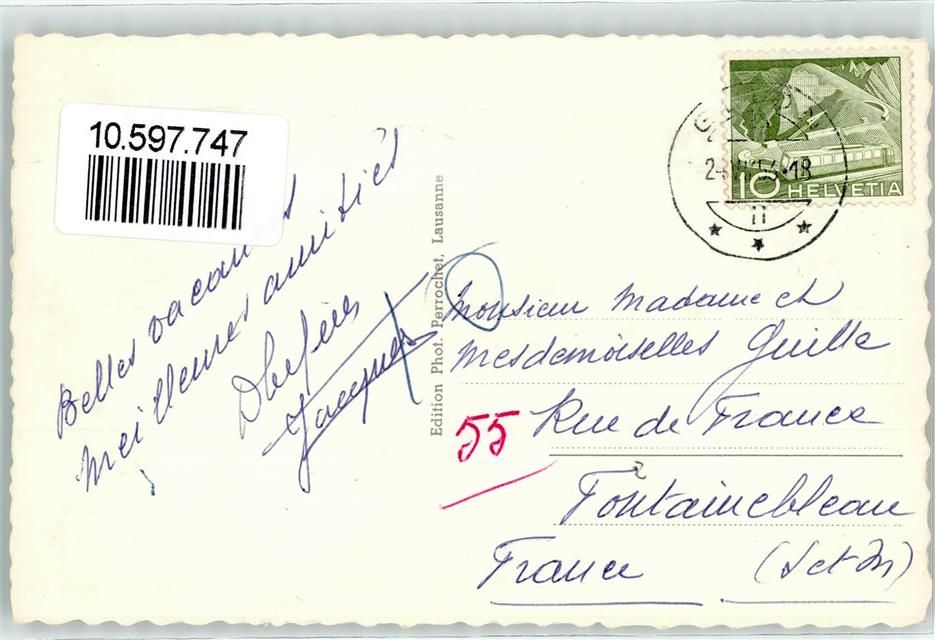 10.597.747
Belles vacances
meilleures amitiés
Jacques
Edition Phot. Perrochet, Lausanne
10 HELVETIA
Monsieur Madame et
Mesdemoiselles Guille
55 Rue de France
Fontainebleau
France (S et M)